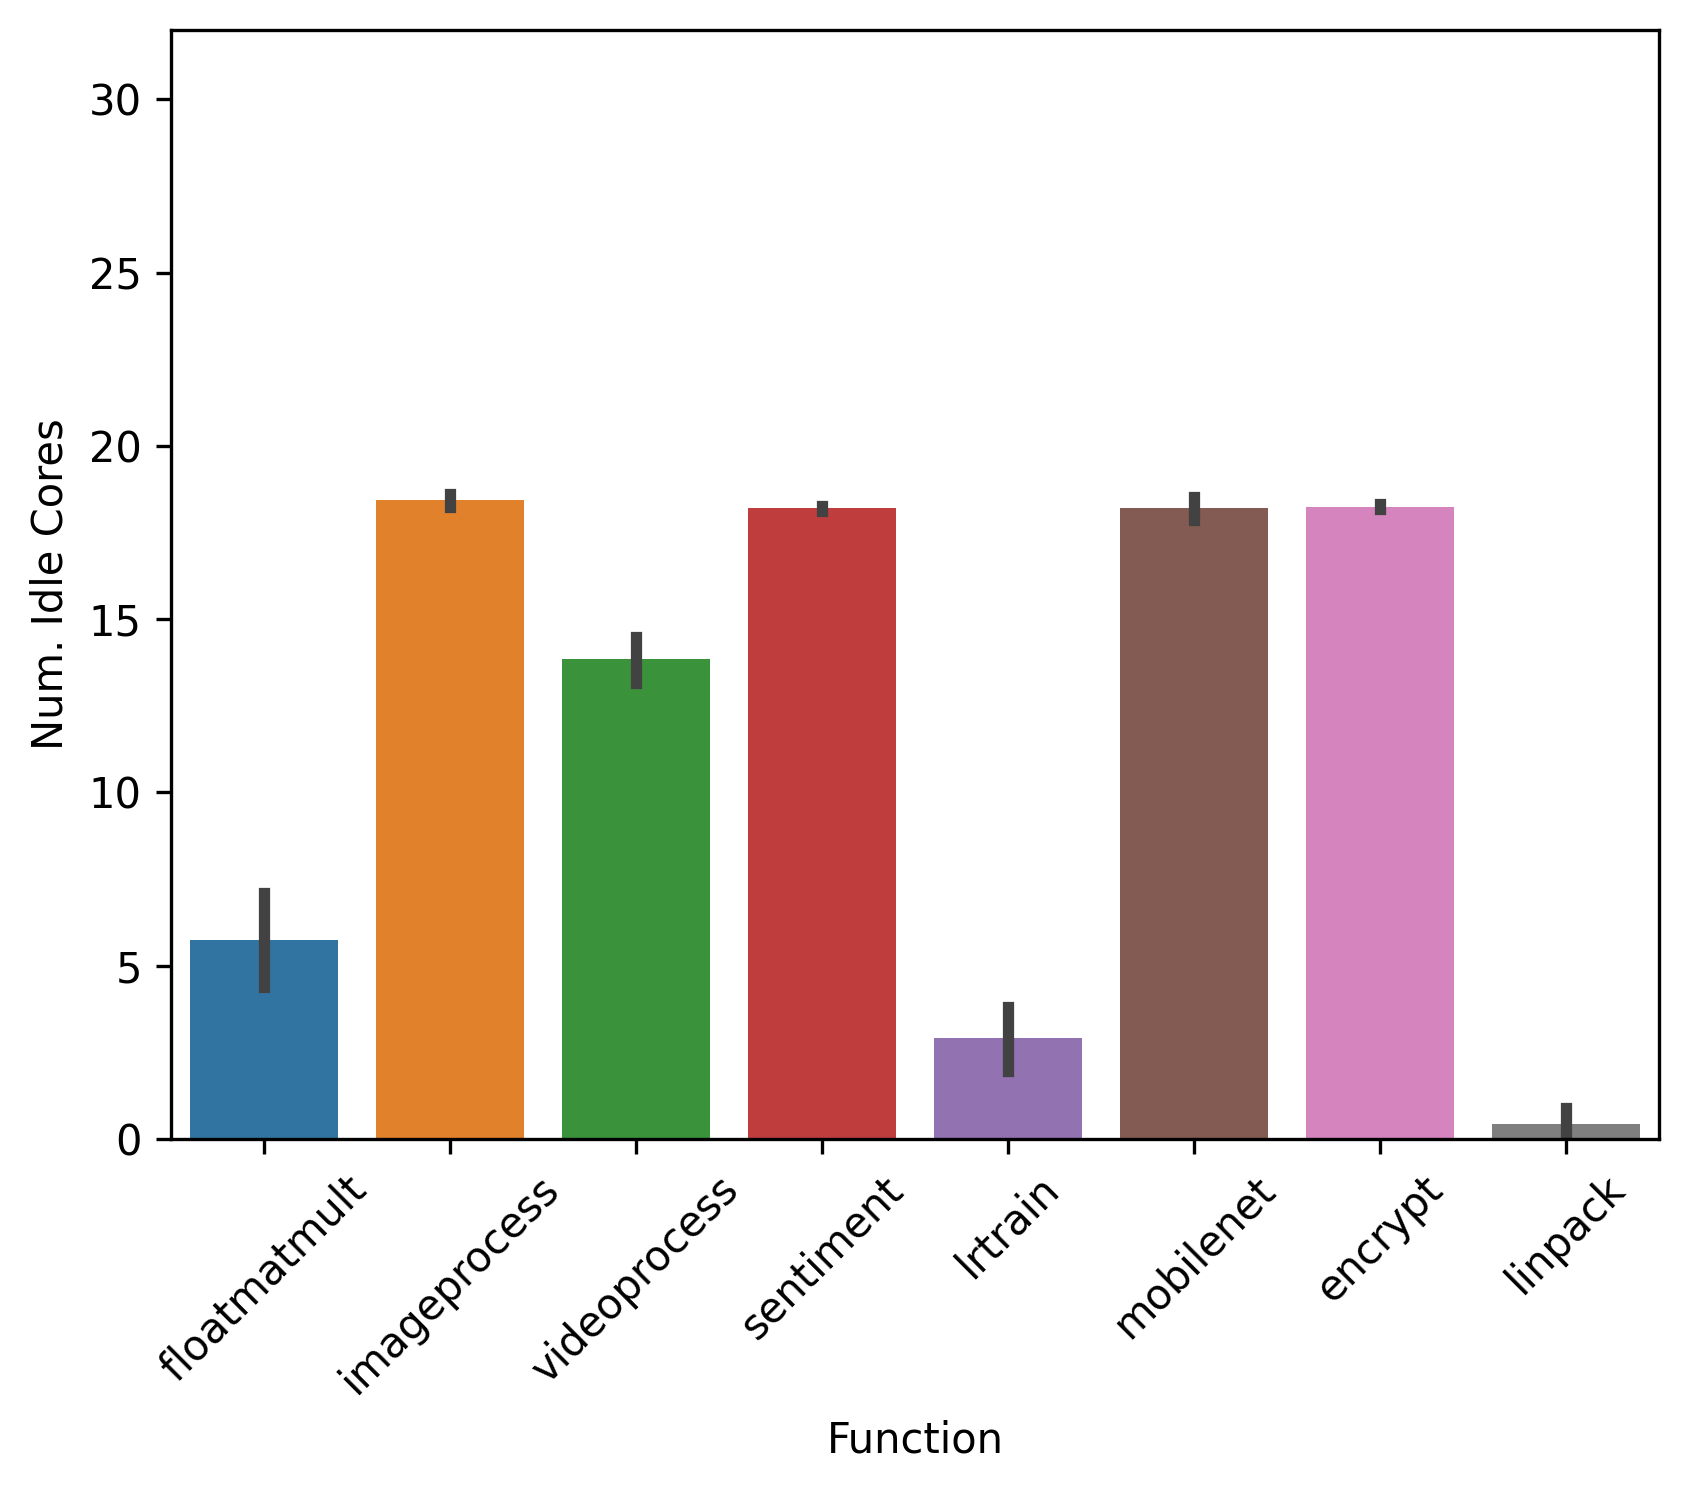 30
25
20
15
10
5
0
Num. Idle Cores
floatmatmult
imageprocess
videoprocess
sentiment
lrtrain
mobilenet
encrypt
linpack
Function